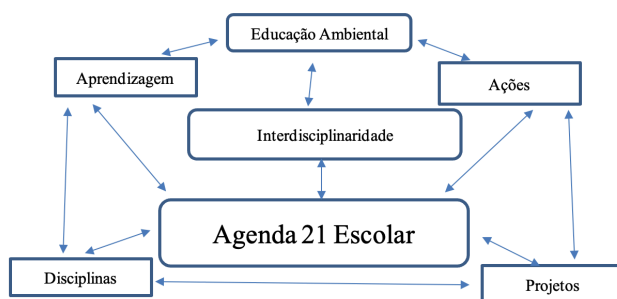 Educação Ambiental
Aprendizagem
Ações
Interdisciplinaridade
Agenda 21 Escolar
Disciplinas
Projetos